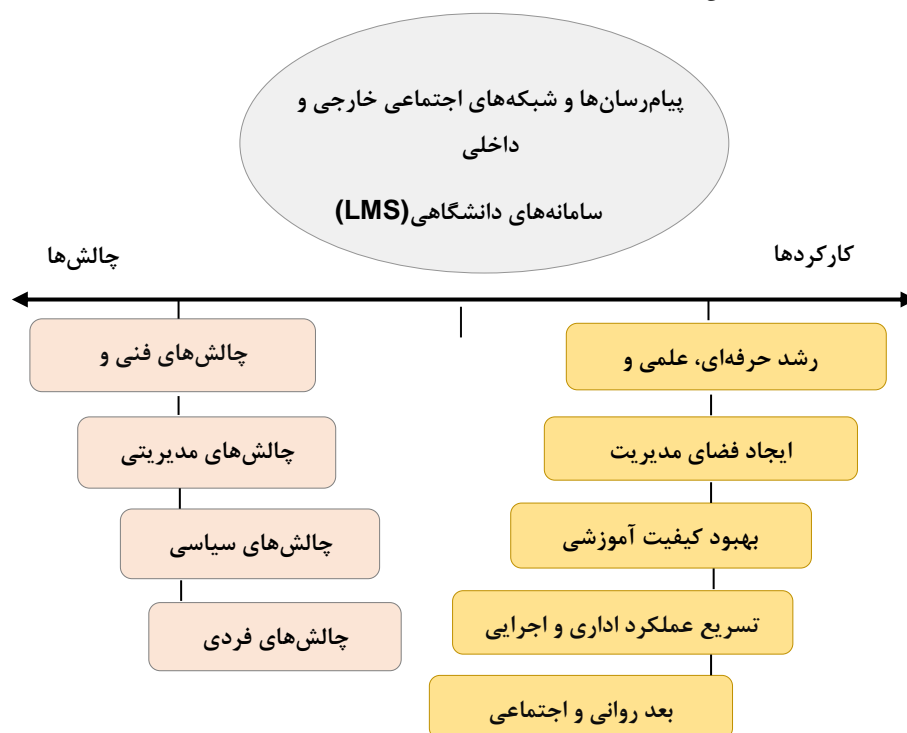 پیام‌رسان‌ها و شبکه‌های اجتماعی خارجی و
داخلی
سامانه‌های دانشگاهی(LMS)
کارکردها
چالش‌ها
رشد حرفه‌ای، علمی و
ایجاد فضای مدیریت
بهبود کیفیت آموزشی
تسریع عملکرد اداری و اجرایی
بعد روانی و اجتماعی
چالش‌های فنی و
چالش‌های مدیریتی
چالش‌های سیاسی
چالش‌های فردی